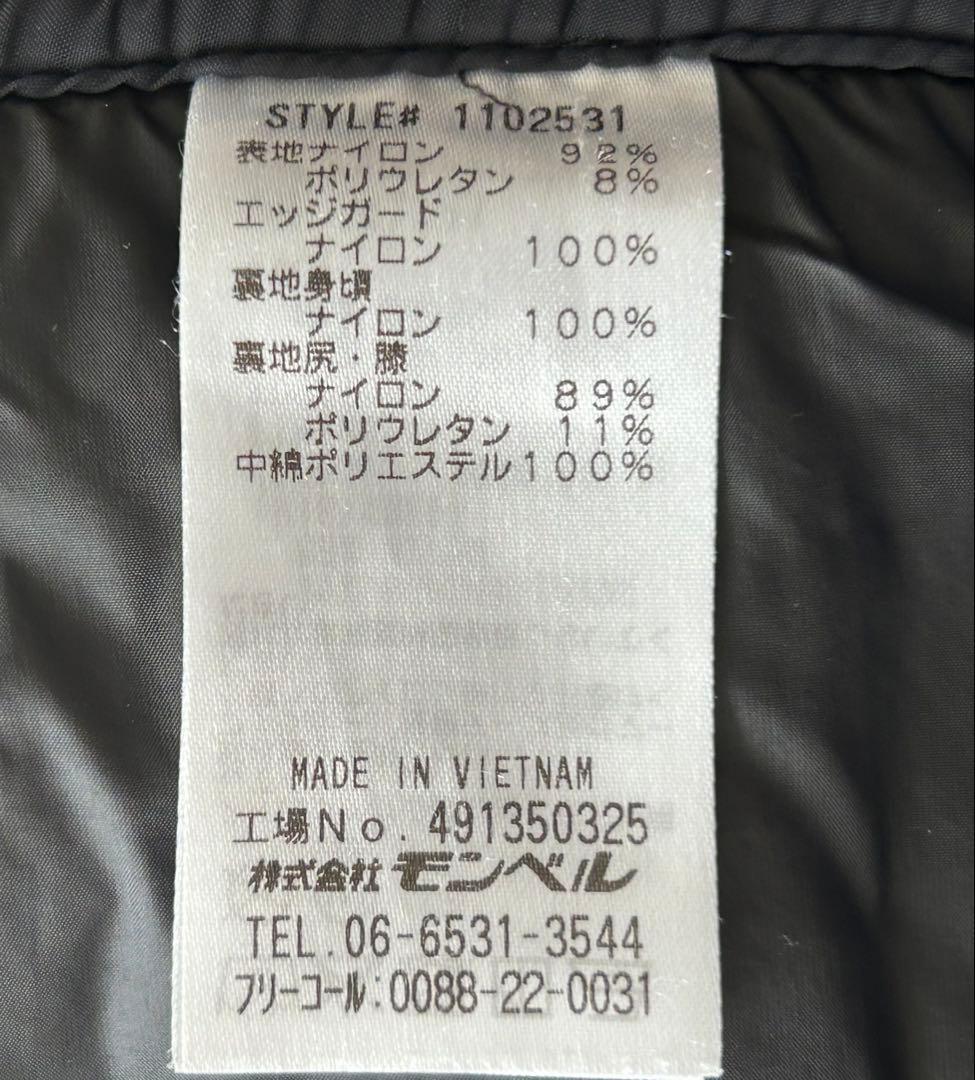 STYLE# 1102531
表地ナイロン 92%
ポリウレタン 8%
エッジガード
ナイロン 100%
裏地身頃
ナイロン 100%
裏地尻・膝
ナイロン 89%
ポリウレタン 11%
中綿ポリエステル100%
MADE IN VIETNAM
工場No. 491350325
株式会社モンベル
TEL.06-6531-3544
フリーコール:0088-22-0031